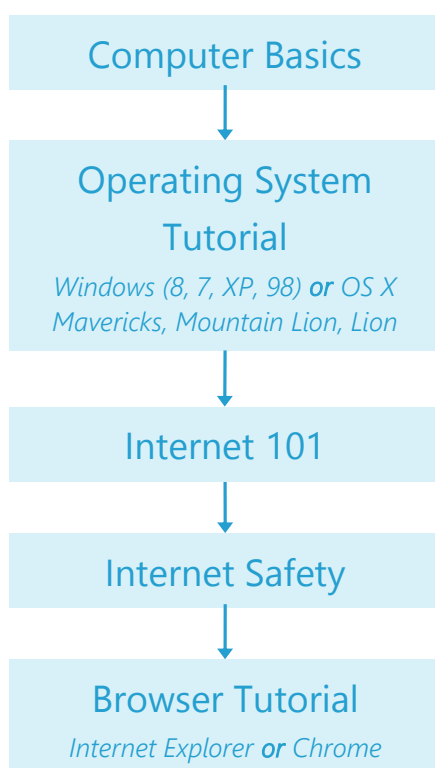 Computer Basics
Operating System
Tutorial
Windows (8, 7, XP, 98) or OS X
Mavericks, Mountain Lion, Lion
Internet 101
Internet Safety
Browser Tutorial
Internet Explorer or Chrome